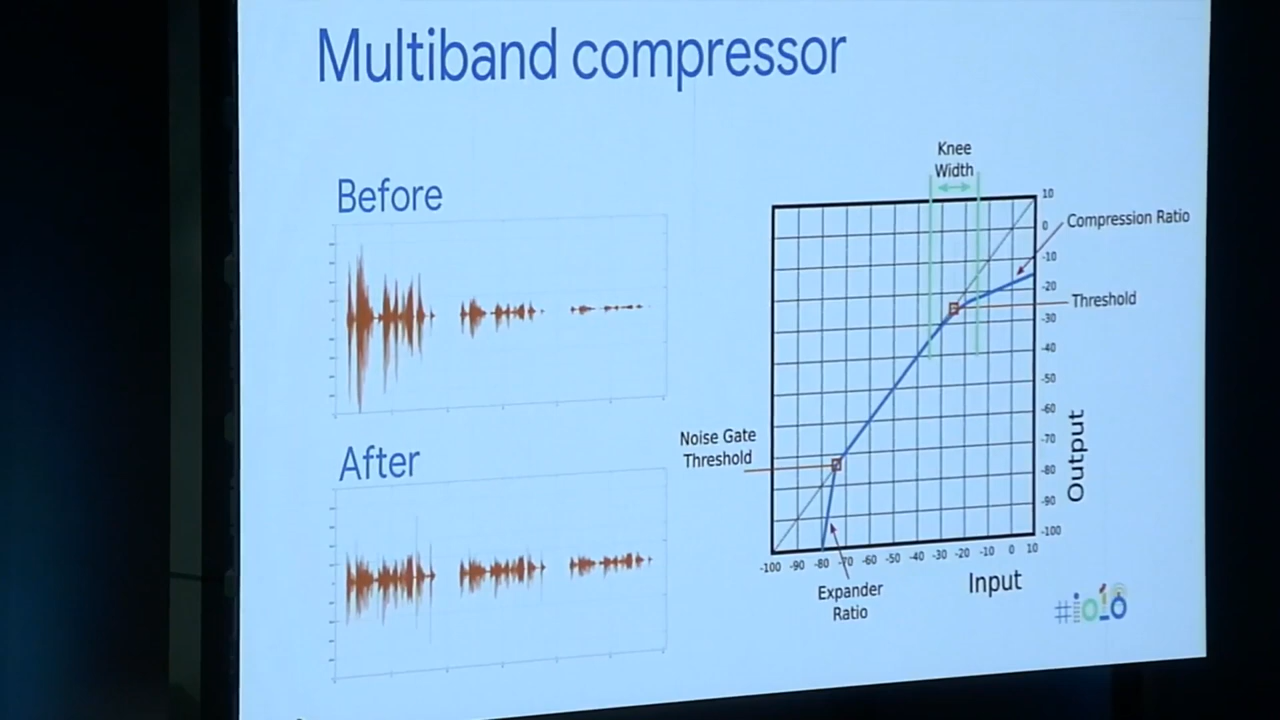 Multiband compressor
Before
After
Knee
Width
10
0
-10
-20
-30
-40
-50
-60
-70
-80
-90
-100
Compression Ratio
Threshold
Noise Gate
Threshold
Output
-100 -90 -80 -70 -60 -50 -40 -30 -20 -10 0 10
Expander
Ratio
Input
#io18